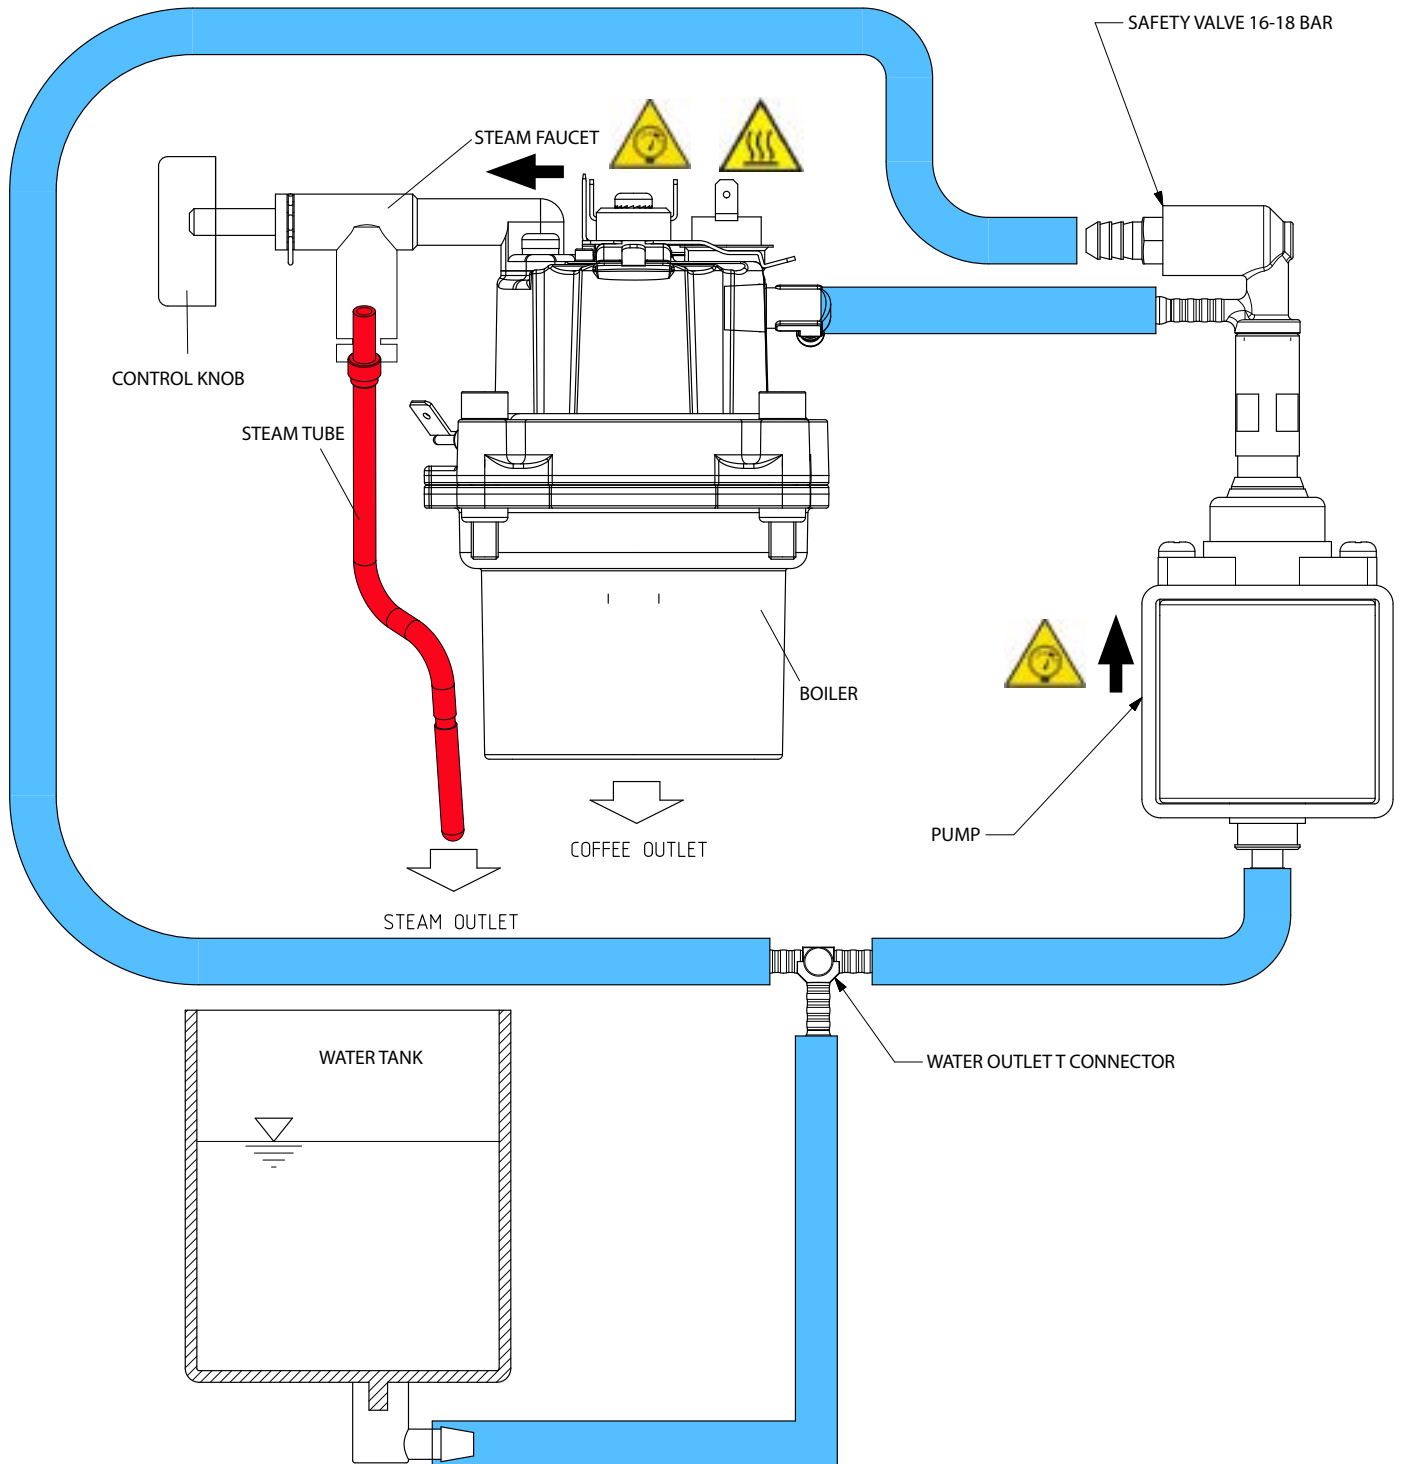 SAFETY VALVE 16-18 BAR
STEAM FAUCET
CONTROL KNOB
STEAM TUBE
BOILER
PUMP
COFFEE OUTLET
STEAM OUTLET
WATER TANK
WATER OUTLET T CONNECTOR